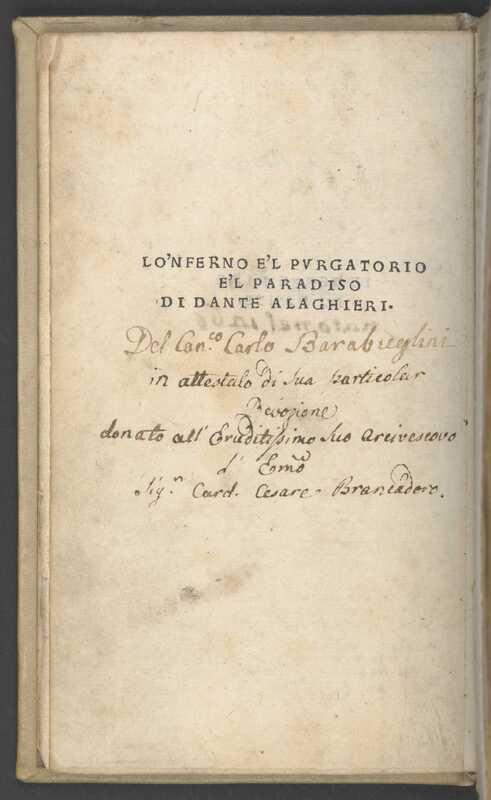 LO'NFERNO E'L PVRGATORIO
E'L PARADISO
DI DANTE ALAGHIERI.
Del Can.co Carlo
in attestato di Sua particolar
Devozione
donato all' Eruditissimo Suo Arcivescovo
l' Emo
Sig.r Card. Cesare Brancadoro.